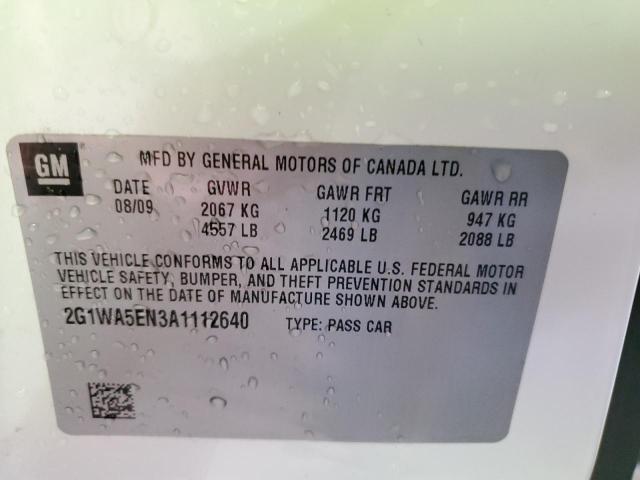 GM
MFD BY GENERAL MOTORS OF CANADA LTD.
DATE GVWR GAWR FRT GAWR RR
08/09 2067 KG 1120 KG 947 KG
4557 LB 2469 LB 2088 LB
THIS VEHICLE CONFORMS TO ALL APPLICABLE U.S. FEDERAL MOTOR
VEHICLE SAFETY, BUMPER, AND THEFT PREVENTION STANDARDS IN
EFFECT ON THE DATE OF MANUFACTURE SHOWN ABOVE.
2G1WA5EN3A1112640 TYPE: PASS CAR